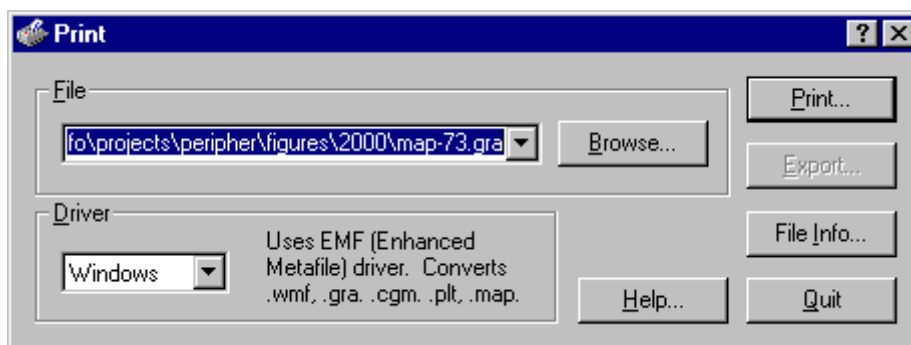 Print
File
fo\projects\peripher\figures\2000\map-73.gra
Browse...
Print...
Export...
Driver
Windows
Uses EMF (Enhanced
Metafile) driver. Converts
.wmf, .gra. .cgm. .plt, .map.
File Info...
Help...
Quit